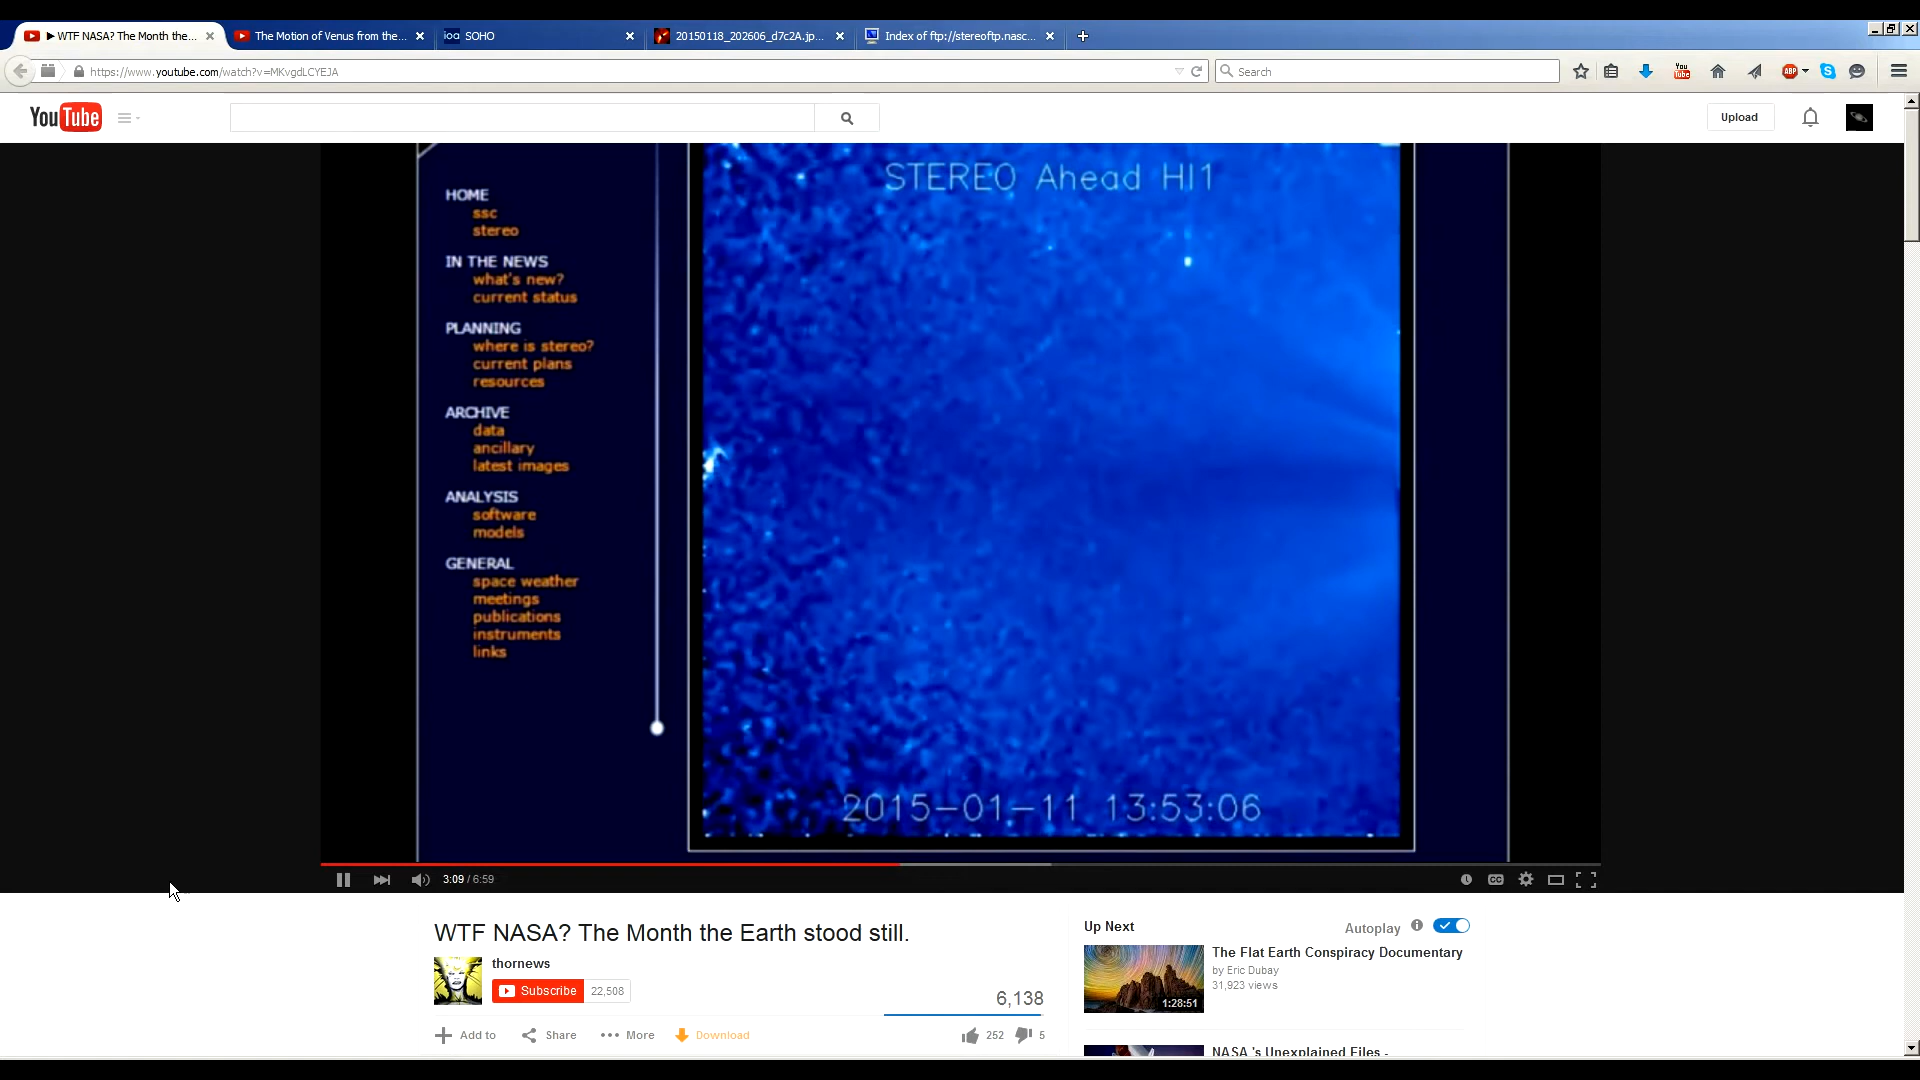 ▶ WTF NASA? The Month the...
The Motion of Venus from the...
ioa SOHO
20150118_202606_d7c2A.jp...
Index of ftp://stereoftp.nasc...
https://www.youtube.com/watch?v=MKvgdLCYEJA
Search
You Tube
ABP
YouTube
Upload
STEREO Ahead HI1
HOME
ssc
stereo
IN THE NEWS
what's new?
current status
PLANNING
where is stereo?
current plans
resources
ARCHIVE
data
ancillary
latest images
ANALYSIS
software
models
GENERAL
space weather
meetings
publications
instruments
links
2015-01-11 13:53:06
3:09 / 6:59
CC
WTF NASA? The Month the Earth stood still.
thornews
Subscribe 22,508
6,138
Add to Share More Download
252 5
Up Next
Autoplay
The Flat Earth Conspiracy Documentary
by Eric Dubay
31,923 views
1:28:51
NASA 's Unexplained Files -